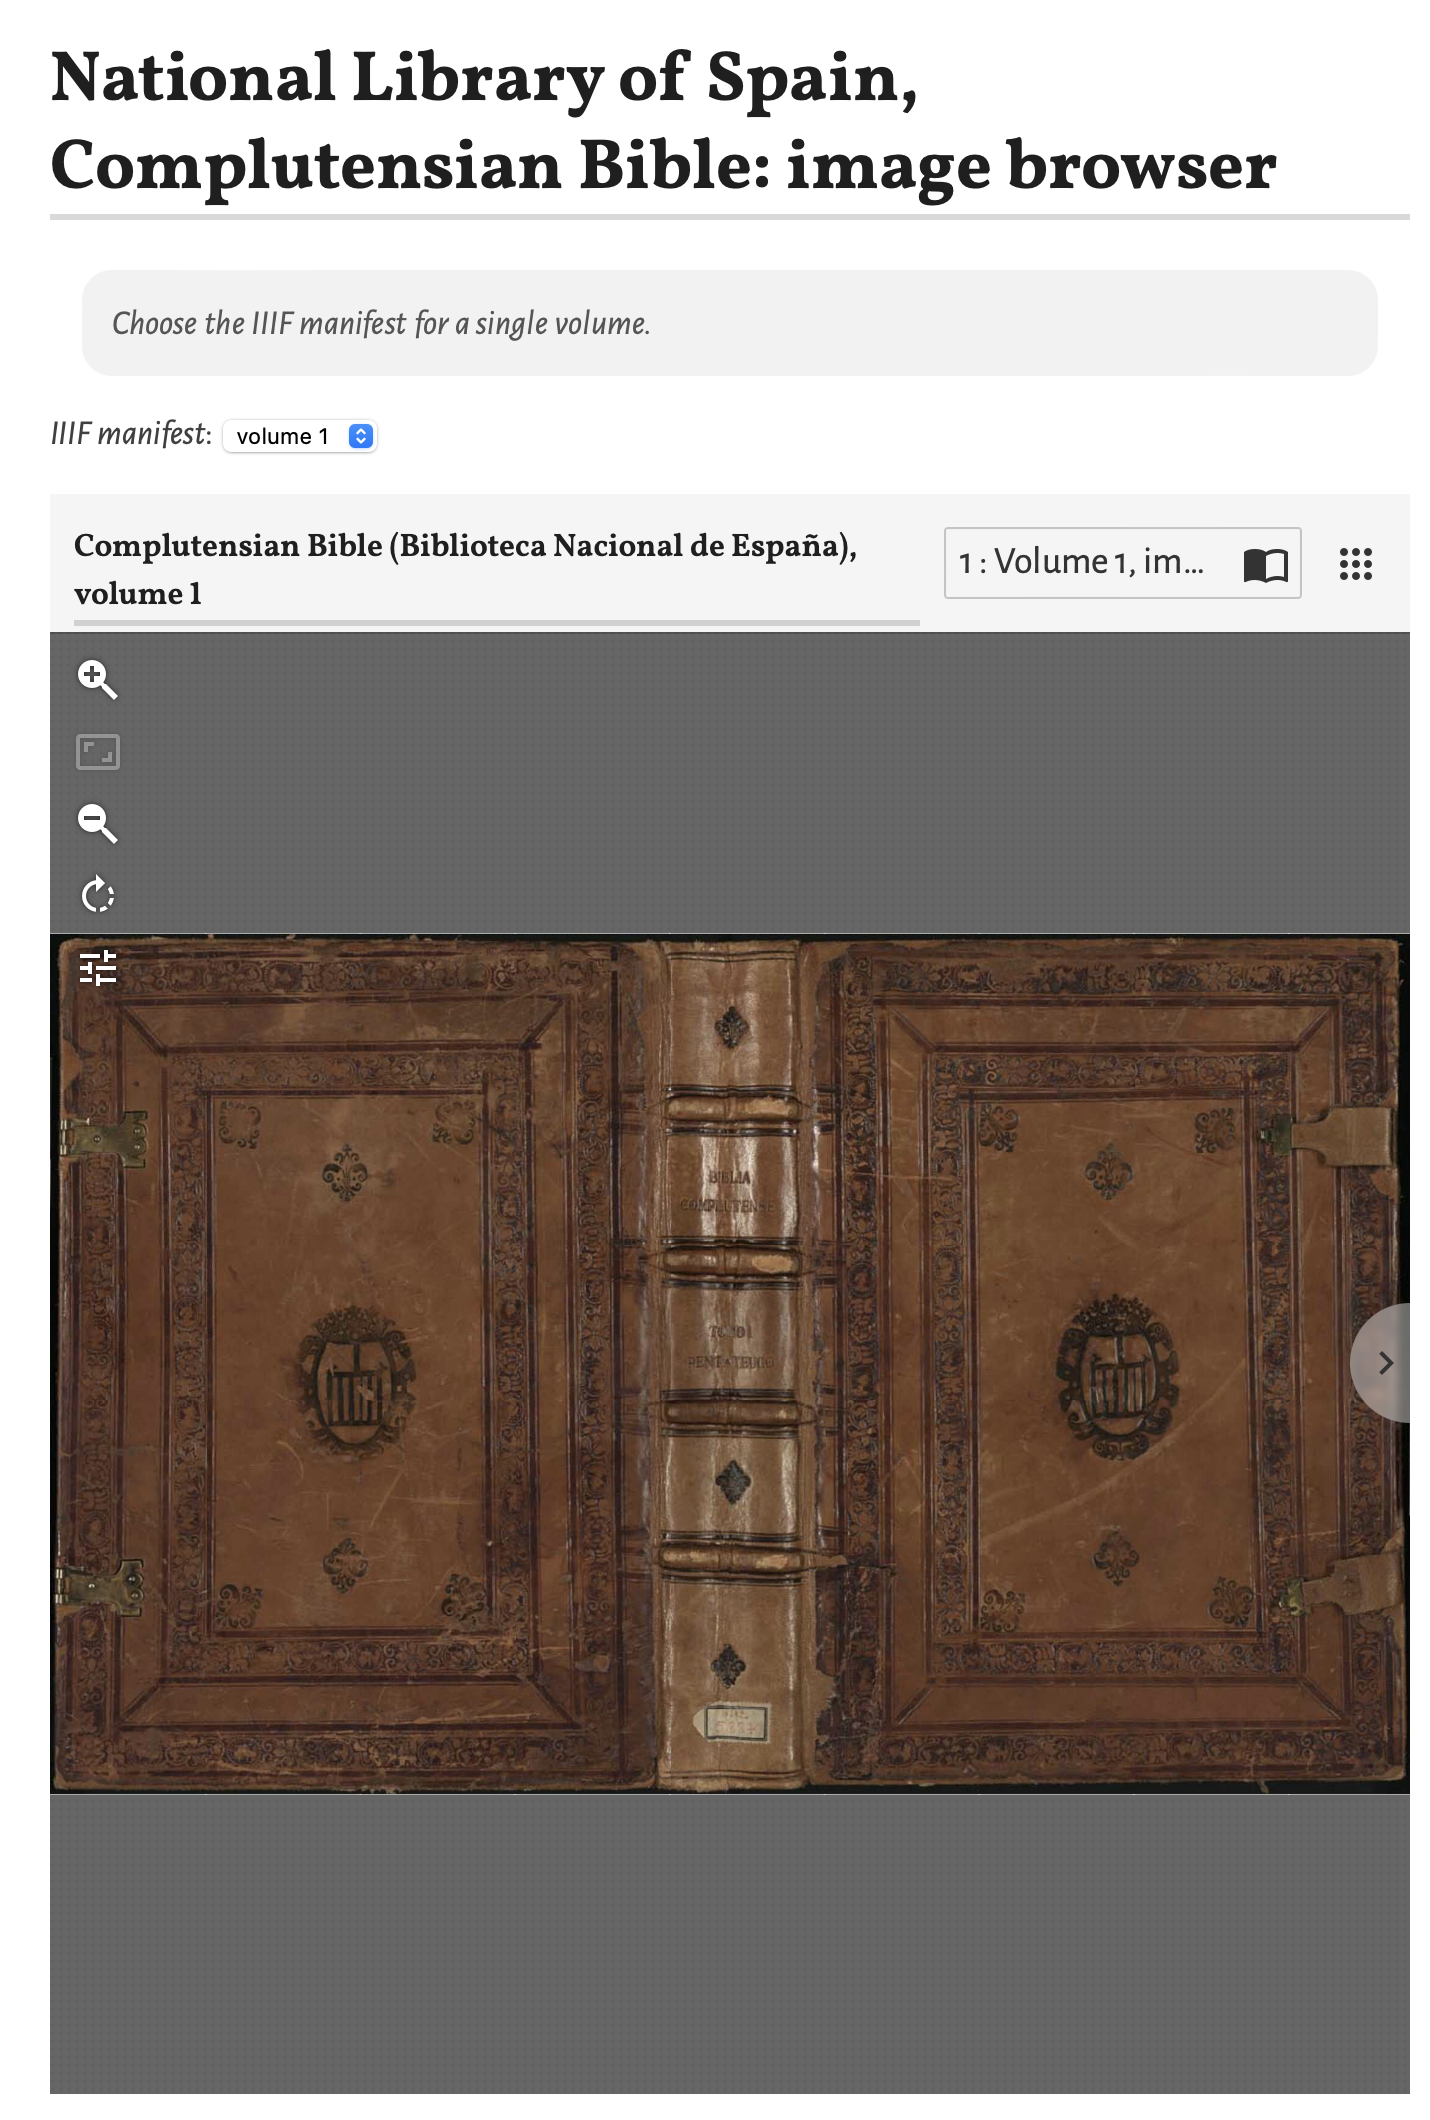 National Library of Spain,
Complutensian Bible: image browser
Choose the IIIF manifest for a single volume.
IIIF manifest: volume 1
Complutensian Bible (Biblioteca Nacional de España),
volume 1
1 : Volume 1, im...
BIBLIA
COMPLUTENSE
TOMO I
PENTATEUCO